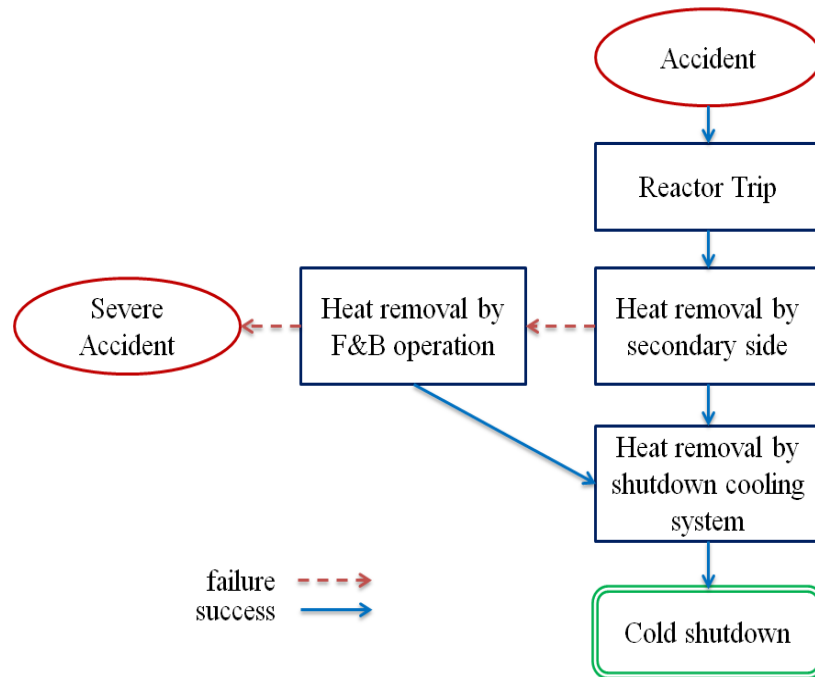 Accident
Reactor Trip
Severe
Accident
Heat removal by
F&B operation
Heat removal by
secondary side
Heat removal by
shutdown cooling
system
failure
success
Cold shutdown